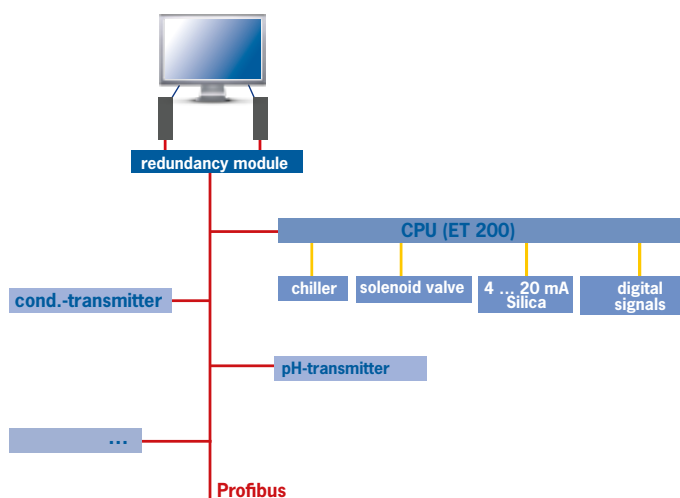 redundancy module
CPU (ET 200)
chiller
solenoid valve
4 ... 20 mA
Silica
digital
signals
cond.-transmitter
pH-transmitter
...
Profibus